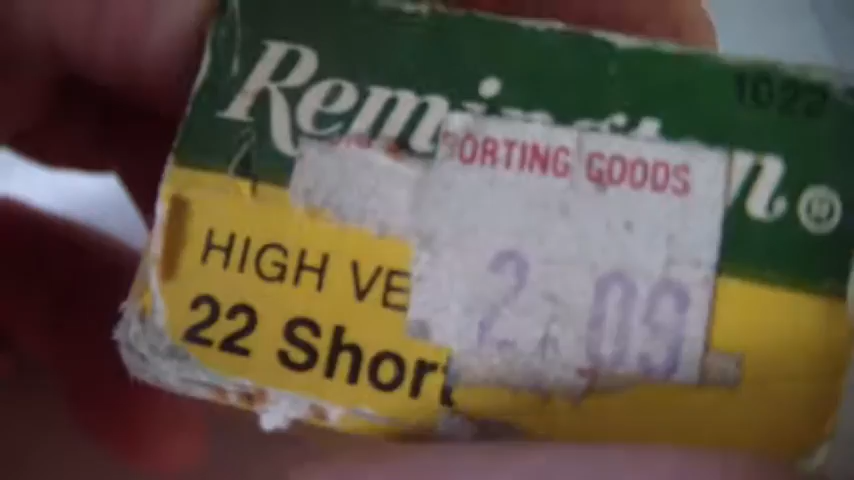 Remington®
1022
SPORTING GOODS
HIGH VE
2 09
22 Short